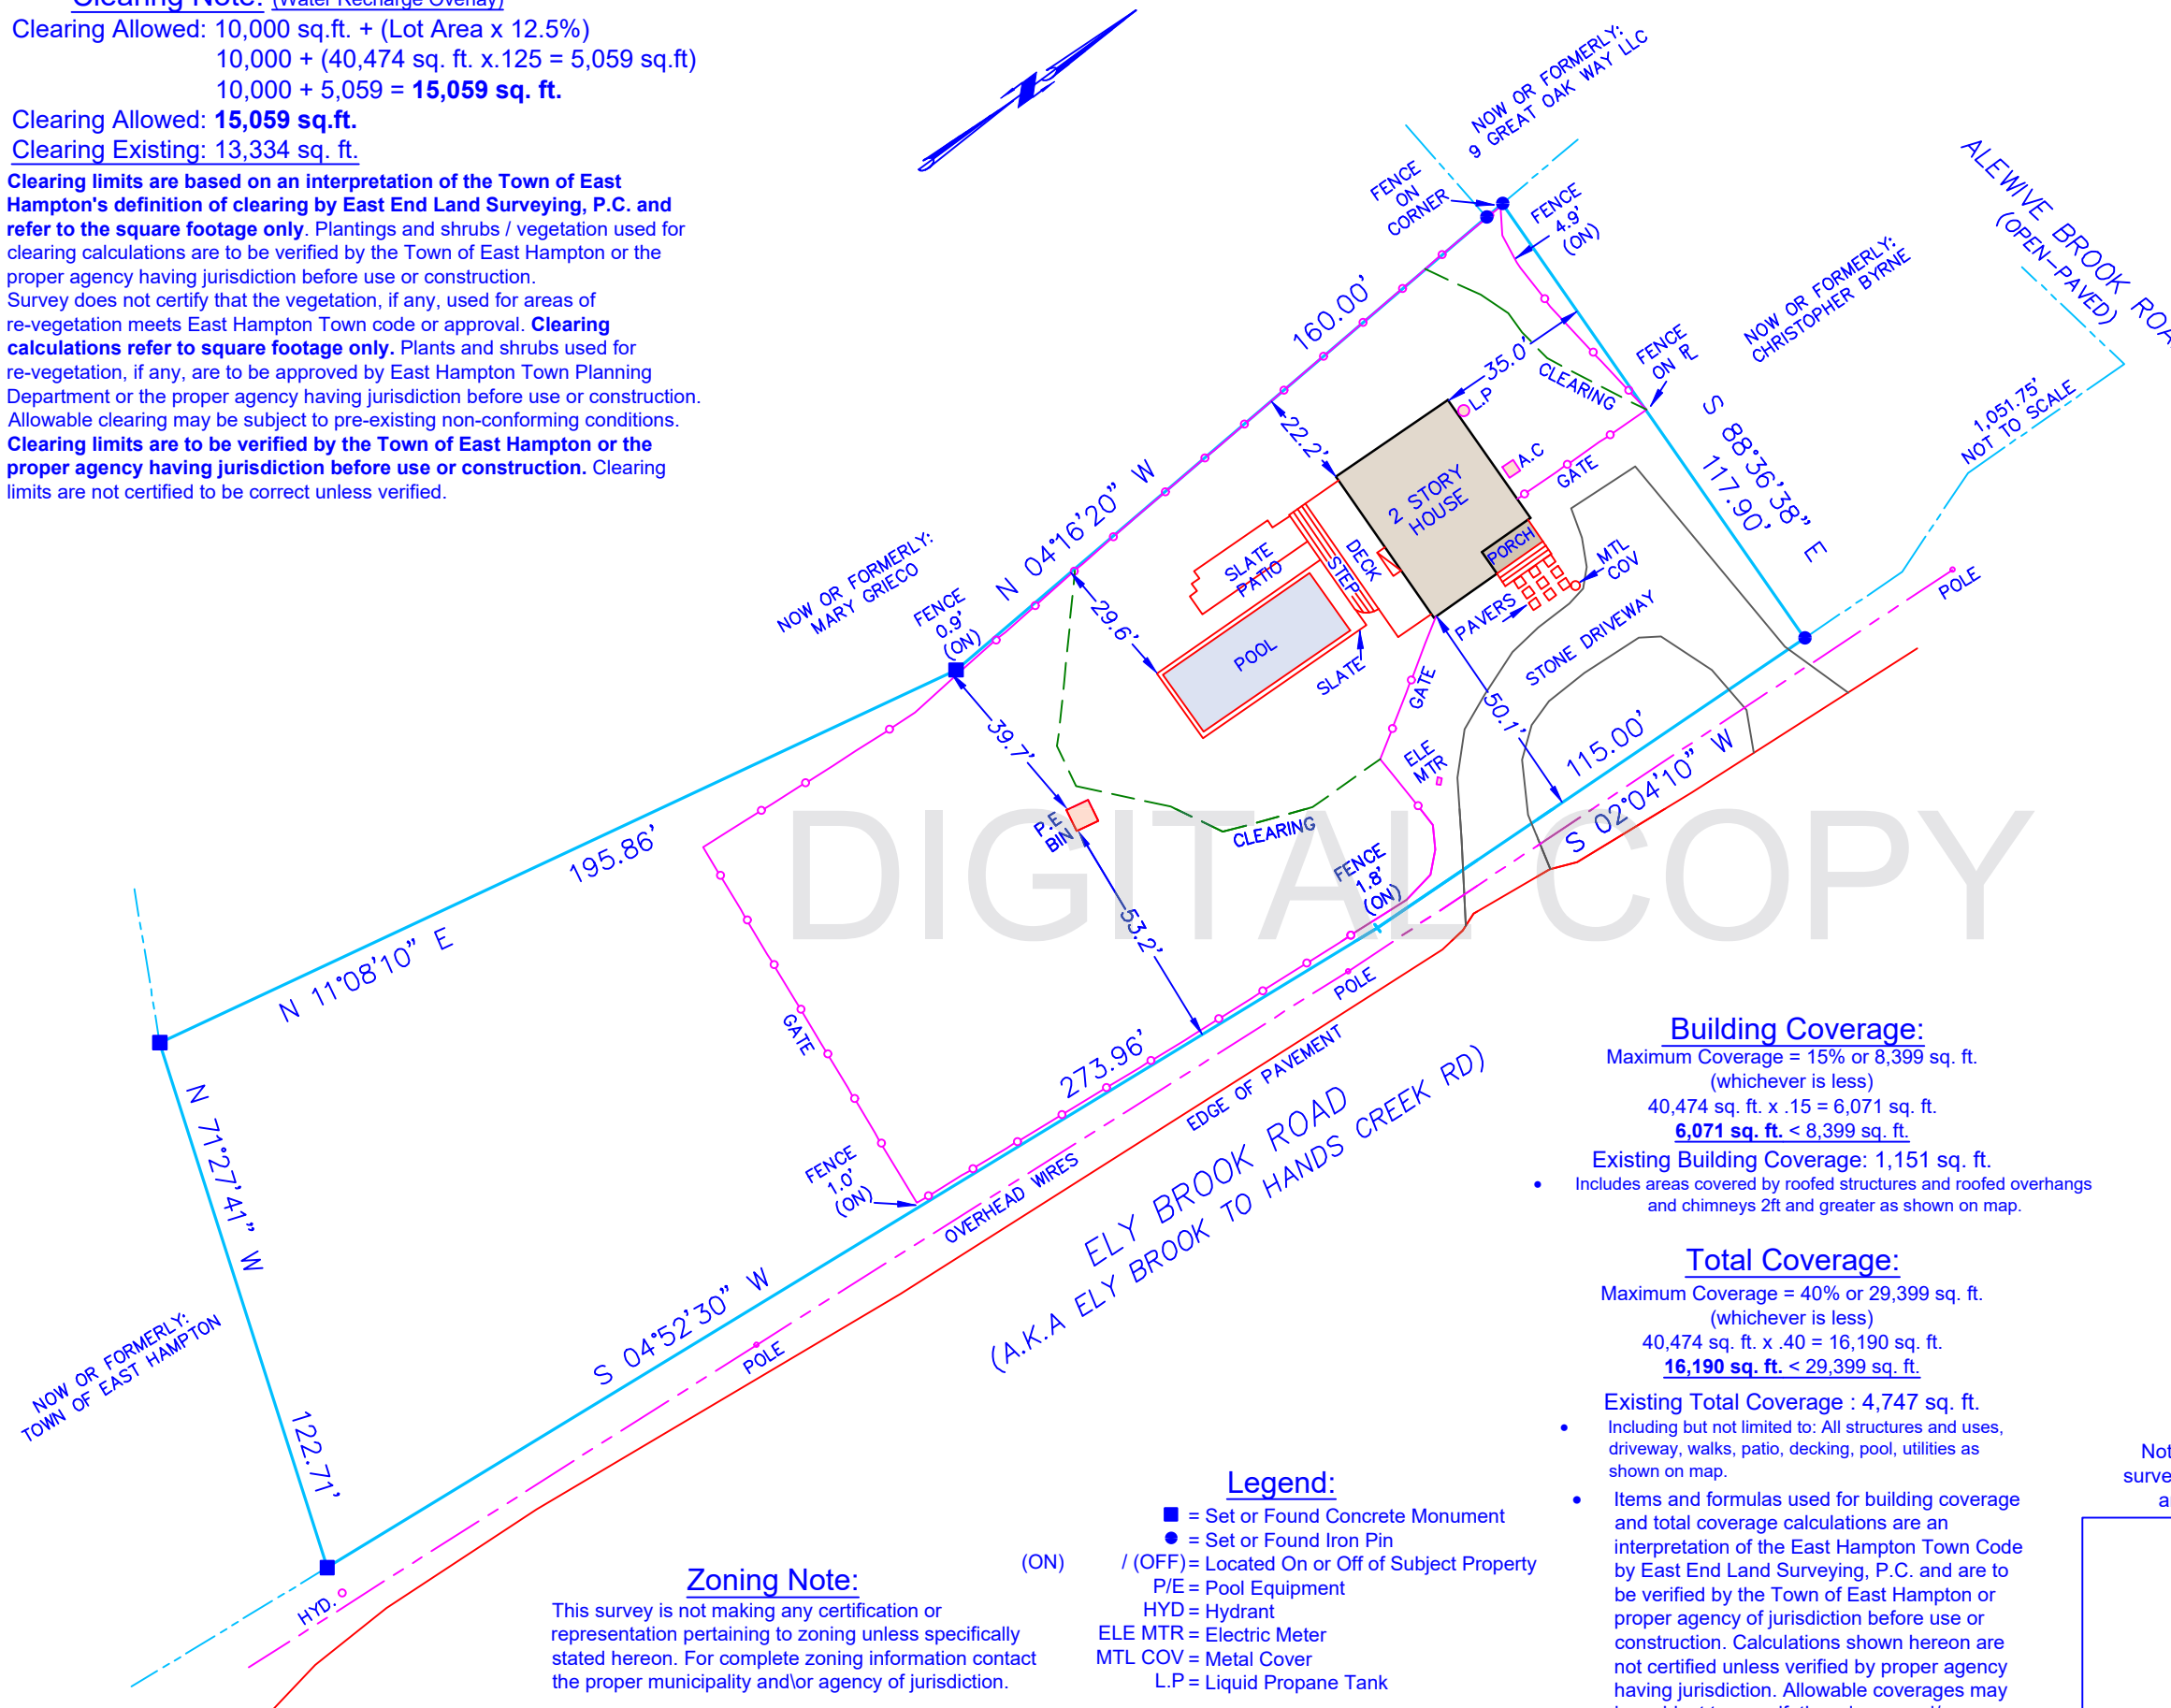 Clearing Note: (Water Recharge Overlay)
Clearing Allowed: 10,000 sq.ft. + (Lot Area x 12.5%)
10,000 + (40,474 sq. ft. x.125 = 5,059 sq.ft)
10,000 + 5,059 = 15,059 sq. ft.
Clearing Allowed: 15,059 sq.ft.
Clearing Existing: 13,334 sq. ft.
Clearing limits are based on an interpretation of the Town of East
Hampton's definition of clearing by East End Land Surveying, P.C. and
refer to the square footage only. Plantings and shrubs / vegetation used for
clearing calculations are to be verified by the Town of East Hampton or the
proper agency having jurisdiction before use or construction.
Survey does not certify that the vegetation, if any, used for areas of
re-vegetation meets East Hampton Town code or approval. Clearing
calculations refer to square footage only. Plants and shrubs used for
re-vegetation, if any, are to be approved by East Hampton Town Planning
Department or the proper agency having jurisdiction before use or construction.
Allowable clearing may be subject to pre-existing non-conforming conditions.
Clearing limits are to be verified by the Town of East Hampton or the
proper agency having jurisdiction before use or construction. Clearing
limits are not certified to be correct unless verified.
NOW OR FORMERLY:
9 GREAT OAK WAY LLC
FENCE
ON
CORNER
FENCE
4.9'
(ON)
ALEWIVE BROOK ROA
(OPEN-PAVED)
NOW OR FORMERLY:
CHRISTOPHER BYRNE
FENCE
ON PL
1,051.75'
NOT TO SCALE
S 88°36'38" E
117.90'
160.00'
N 04°16'20" W
35.0'
CLEARING
L.P
22.2'
A.C
GATE
2 STORY
HOUSE
PORCH
MTL
COV
PAVERS
STONE DRIVEWAY
DECK
STEP
SLATE
PATIO
POOL
SLATE
GATE
50.1'
POLE
NOW OR FORMERLY:
MARY GRIECO
FENCE
0.9'
(ON)
29.6'
39.7'
ELE
MTR
115.00'
S 02°04'10" W
P.E
BIN
CLEARING
DIGITAL COPY
FENCE
1.8'
(ON)
53.2'
195.86'
N 11°08'10" E
GATE
POLE
273.96'
EDGE OF PAVEMENT
FENCE
1.0'
(ON)
OVERHEAD WIRES
ELY BROOK ROAD
(A.K.A ELY BROOK TO HANDS CREEK RD)
N 71°27'41" W
122.71'
S 04°52'30" W
POLE
NOW OR FORMERLY:
TOWN OF EAST HAMPTON
HYD.
Building Coverage:
Maximum Coverage = 15% or 8,399 sq. ft.
(whichever is less)
40,474 sq. ft. x .15 = 6,071 sq. ft.
6,071 sq. ft. < 8,399 sq. ft.
Existing Building Coverage: 1,151 sq. ft.
• Includes areas covered by roofed structures and roofed overhangs
and chimneys 2ft and greater as shown on map.
Total Coverage:
Maximum Coverage = 40% or 29,399 sq. ft.
(whichever is less)
40,474 sq. ft. x .40 = 16,190 sq. ft.
16,190 sq. ft. < 29,399 sq. ft.
Existing Total Coverage : 4,747 sq. ft.
• Including but not limited to: All structures and uses,
driveway, walks, patio, decking, pool, utilities as
shown on map.
• Items and formulas used for building coverage
and total coverage calculations are an
interpretation of the East Hampton Town Code
by East End Land Surveying, P.C. and are to
be verified by the Town of East Hampton or
proper agency of jurisdiction before use or
construction. Calculations shown hereon are
not certified unless verified by proper agency
having jurisdiction. Allowable coverages may
Not
surve
a
Legend:
= Set or Found Concrete Monument
= Set or Found Iron Pin
(ON) / (OFF) = Located On or Off of Subject Property
P/E = Pool Equipment
HYD = Hydrant
ELE MTR = Electric Meter
MTL COV = Metal Cover
L.P = Liquid Propane Tank
Zoning Note:
This survey is not making any certification or
representation pertaining to zoning unless specifically
stated hereon. For complete zoning information contact
the proper municipality and\or agency of jurisdiction.